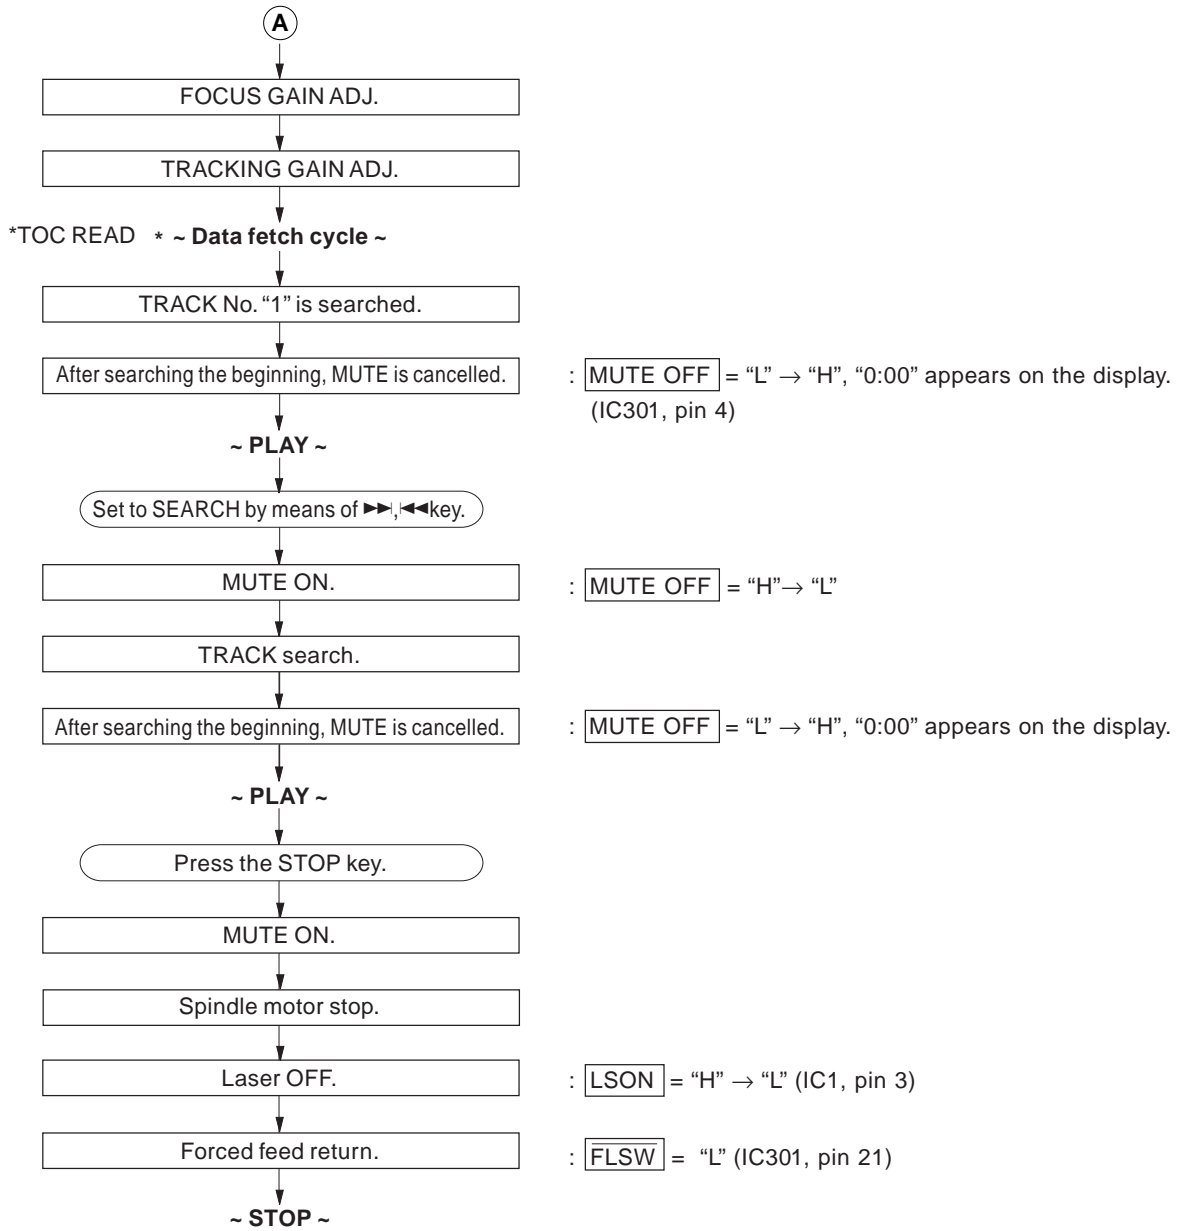 A
FOCUS GAIN ADJ.
TRACKING GAIN ADJ.
*TOC READ * ~ Data fetch cycle ~
TRACK No. “1” is searched.
After searching the beginning, MUTE is cancelled. : MUTE OFF = “L” → “H”, “0:00” appears on the display.
(IC301, pin 4)
~ PLAY ~
Set to SEARCH by means of ▶▶|,|◀◀key.
MUTE ON. : MUTE OFF = “H”→ “L”
TRACK search.
After searching the beginning, MUTE is cancelled. : MUTE OFF = “L” → “H”, “0:00” appears on the display.
~ PLAY ~
Press the STOP key.
MUTE ON.
Spindle motor stop.
Laser OFF. : LSON = “H” → “L” (IC1, pin 3)
Forced feed return. : F̅L̅S̅W̅ = “L” (IC301, pin 21)
~ STOP ~